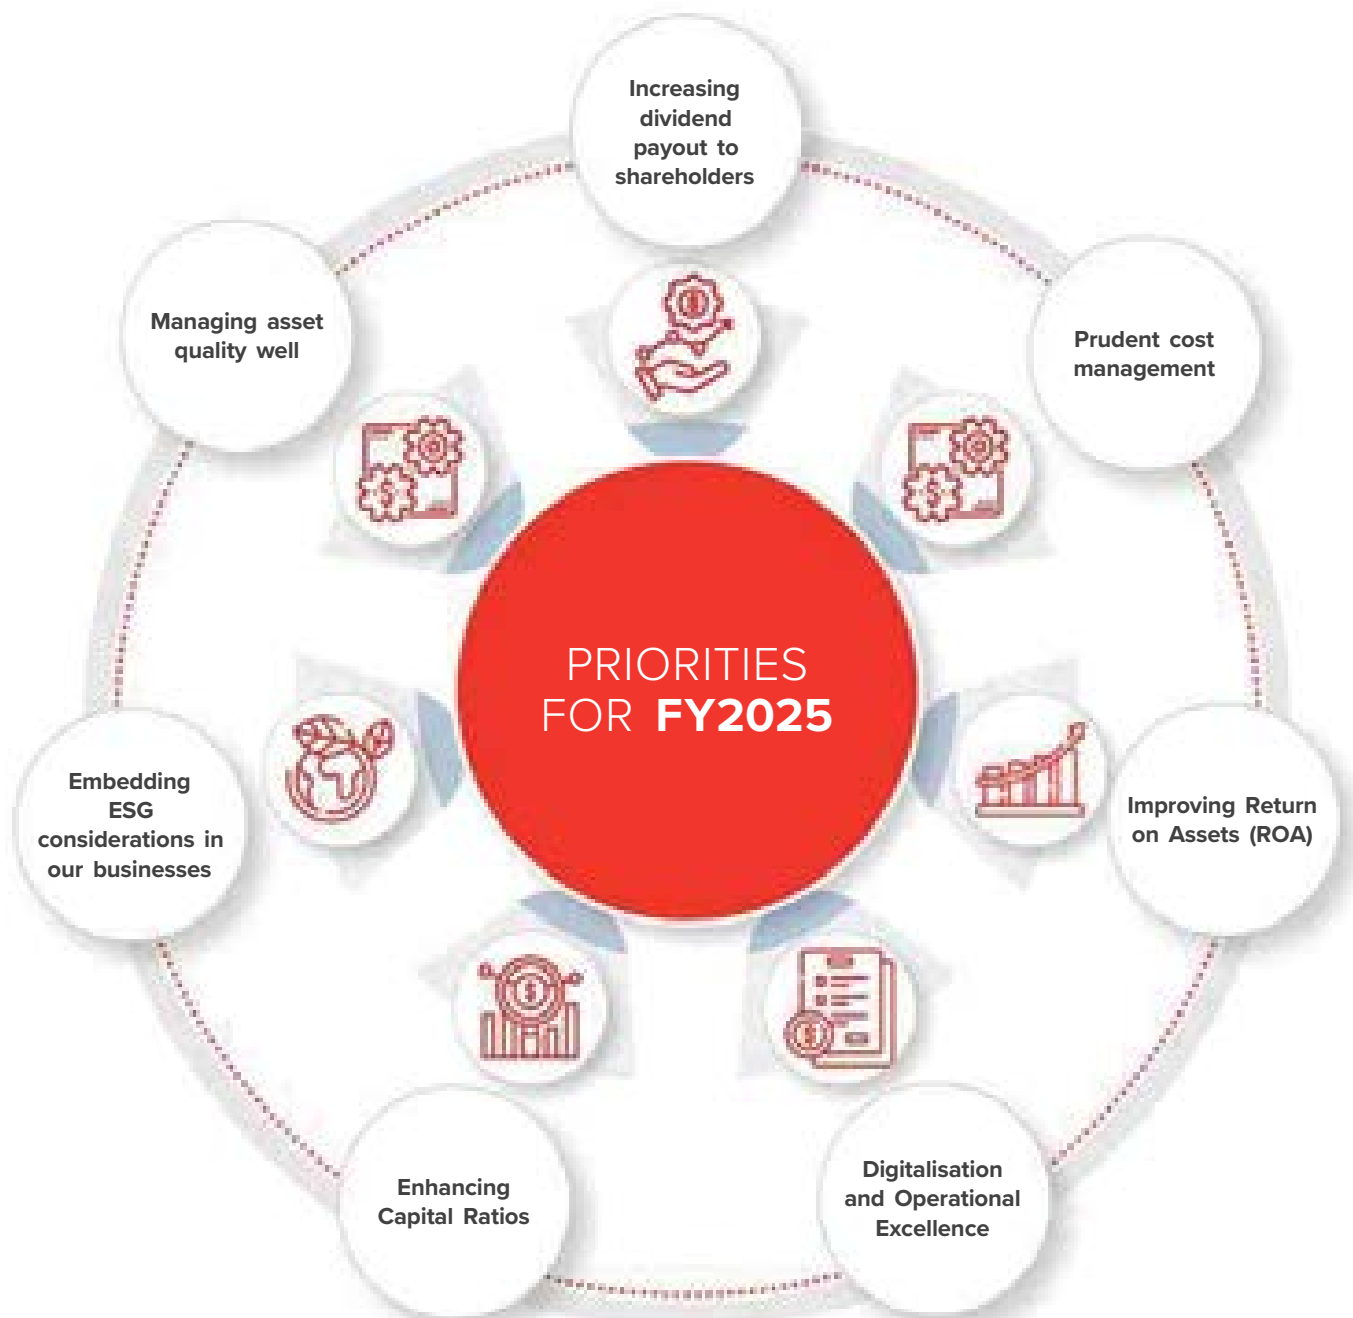 Increasing
dividend
payout to
shareholders
Managing asset
quality well
Prudent cost
management
PRIORITIES
FOR FY2025
Embedding
ESG
considerations in
our businesses
Improving Return
on Assets (ROA)
Enhancing
Capital Ratios
Digitalisation
and Operational
Excellence